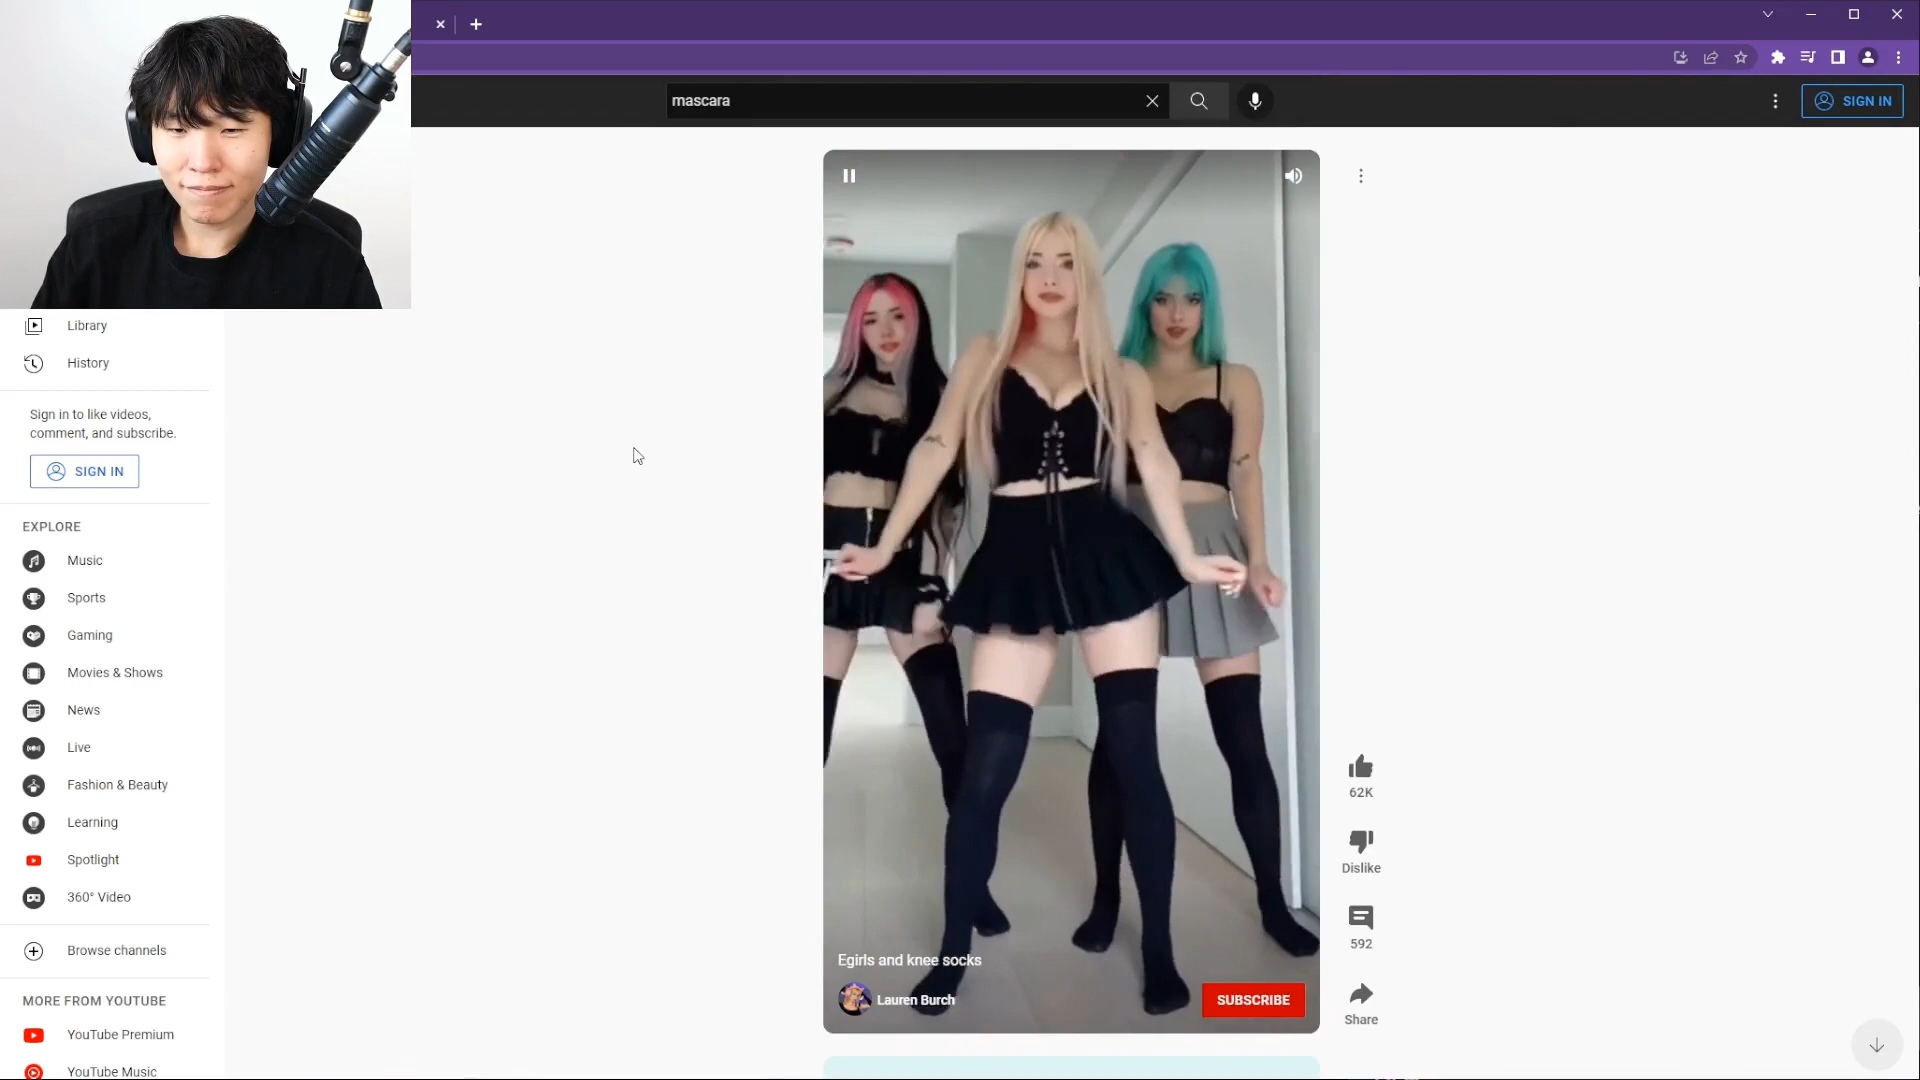 mascara
SIGN IN
Library
History
Sign in to like videos,
comment, and subscribe.
SIGN IN
EXPLORE
Music
Sports
Gaming
Movies & Shows
News
Live
Fashion & Beauty
Learning
Spotlight
360° Video
Browse channels
MORE FROM YOUTUBE
YouTube Premium
YouTube Music
Egirls and knee socks
Lauren Burch
SUBSCRIBE
62K
Dislike
592
Share